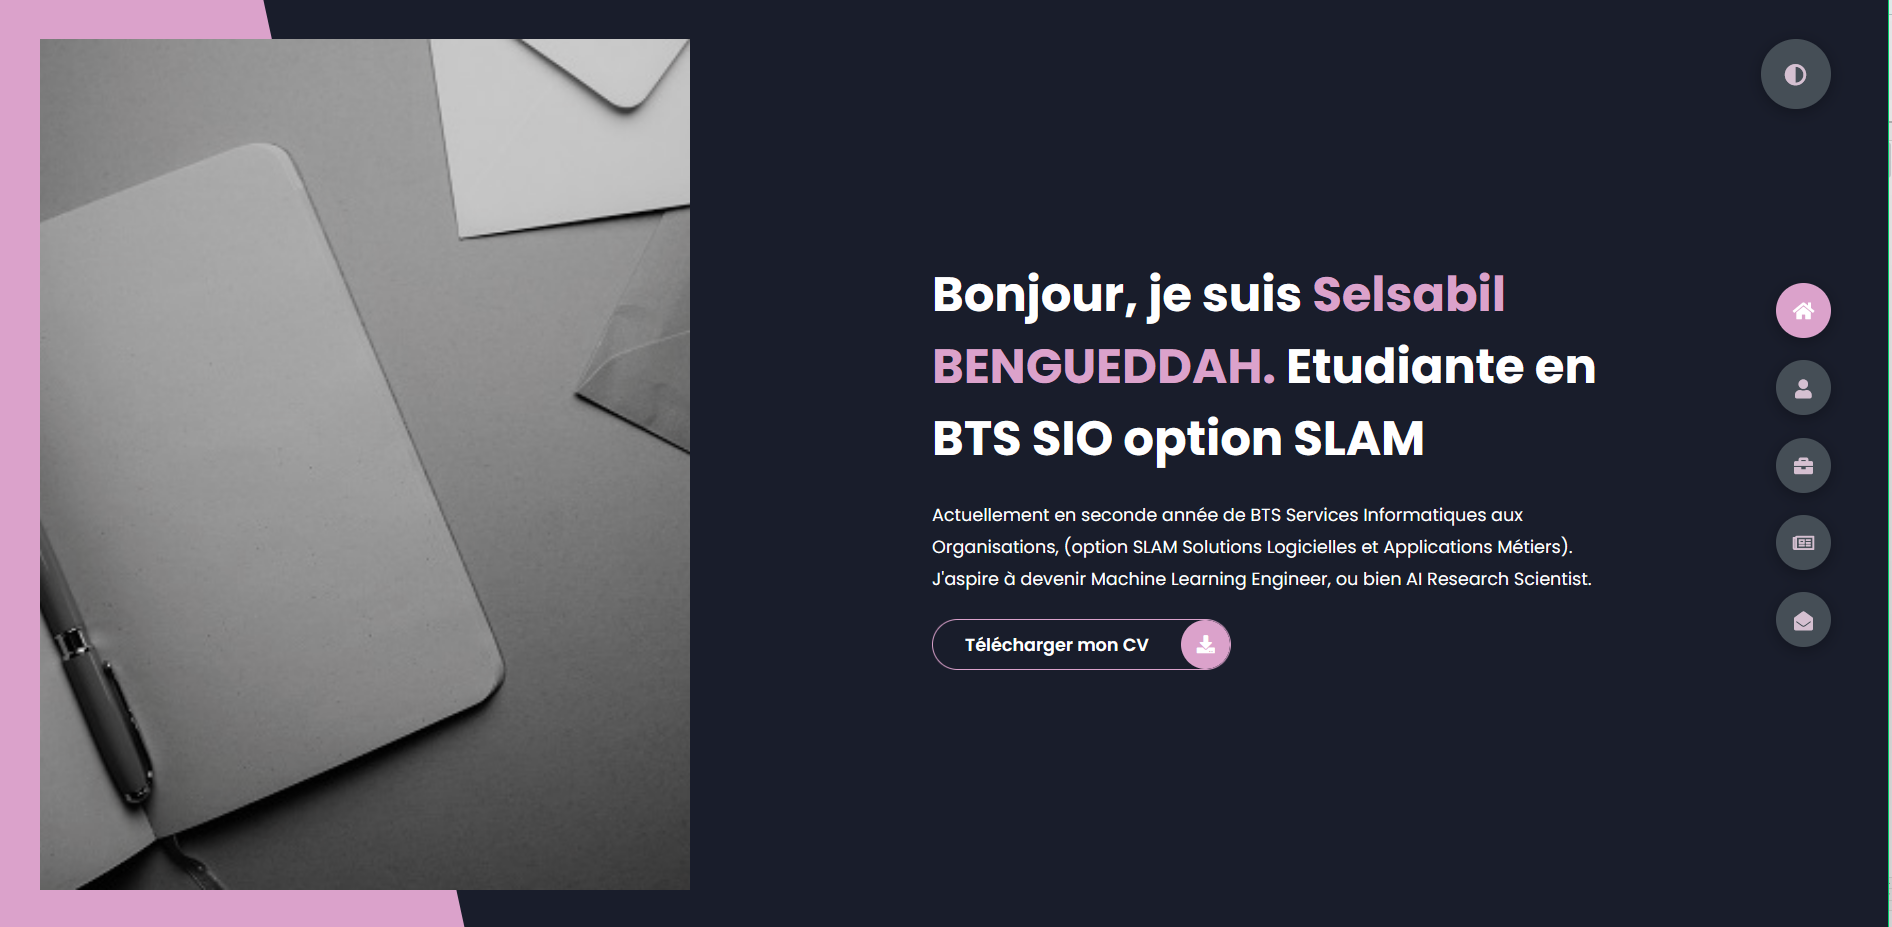 Bonjour, je suis Selsabil
BENGUEDDAH. Etudiante en
BTS SIO option SLAM
Actuellement en seconde année de BTS Services Informatiques aux
Organisations, (option SLAM Solutions Logicielles et Applications Métiers).
J'aspire à devenir Machine Learning Engineer, ou bien AI Research Scientist.
Télécharger mon CV